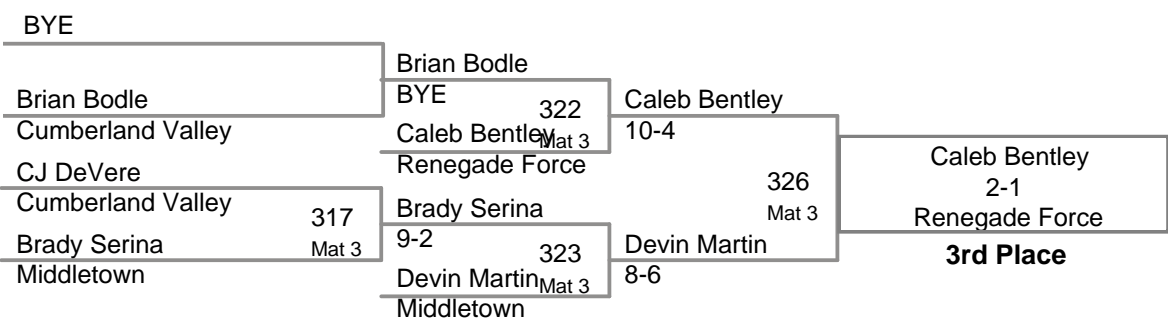 BYE
Brian Bodle
Cumberland Valley
CJ DeVere
Cumberland Valley
317
Mat 3
Brady Serina
Middletown
Brian Bodle
BYE
322
Mat 3
Caleb Bentley
Renegade Force
Brady Serina
9-2
323
Mat 3
Devin Martin
Middletown
Caleb Bentley
10-4
326
Mat 3
Devin Martin
8-6
Caleb Bentley
2-1
Renegade Force
3rd Place